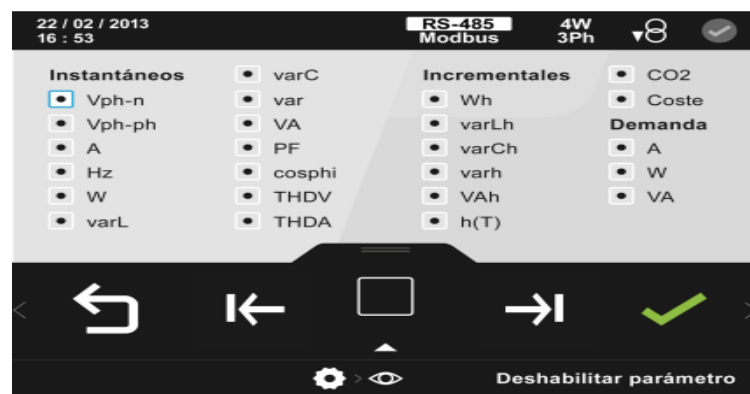 22 / 02 / 2013
16 : 53
RS-485
Modbus
4W
3Ph
Instantáneos
Vph-n
Vph-ph
A
Hz
W
varL
varC
var
VA
PF
cosphi
THDV
THDA
Incrementales
Wh
varLh
varCh
varh
VAh
h(T)
CO2
Coste
Demanda
A
W
VA
Deshabilitar parámetro